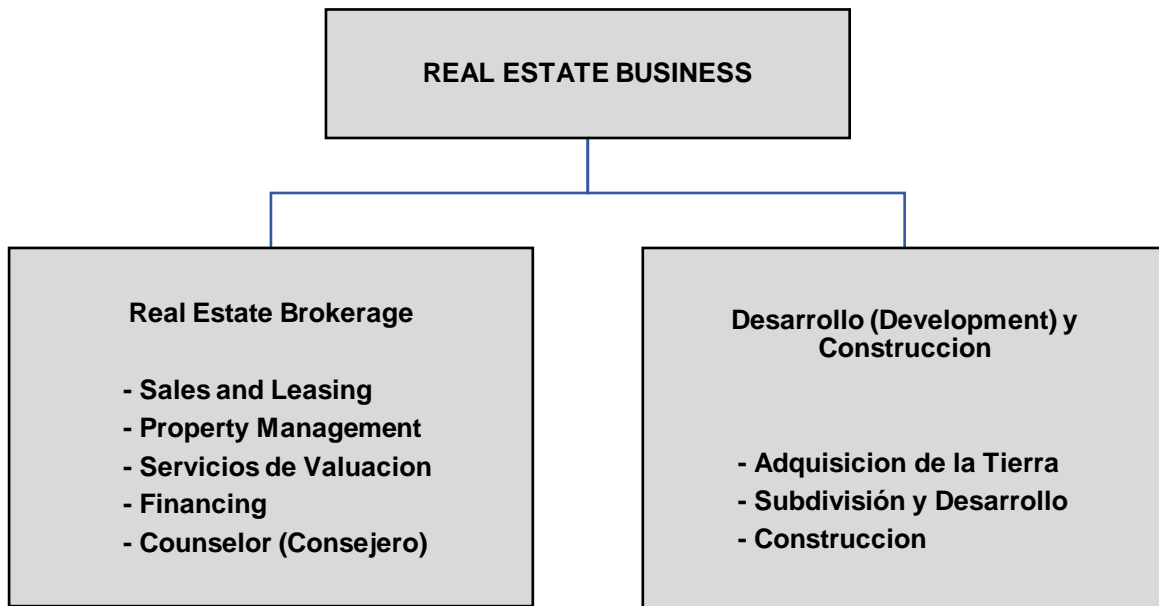 REAL ESTATE BUSINESS
Real Estate Brokerage
- Sales and Leasing
- Property Management
- Servicios de Valuacion
- Financing
- Counselor (Consejero)
Desarrollo (Development) y
Construccion
- Adquisicion de la Tierra
- Subdivisión y Desarrollo
- Construccion